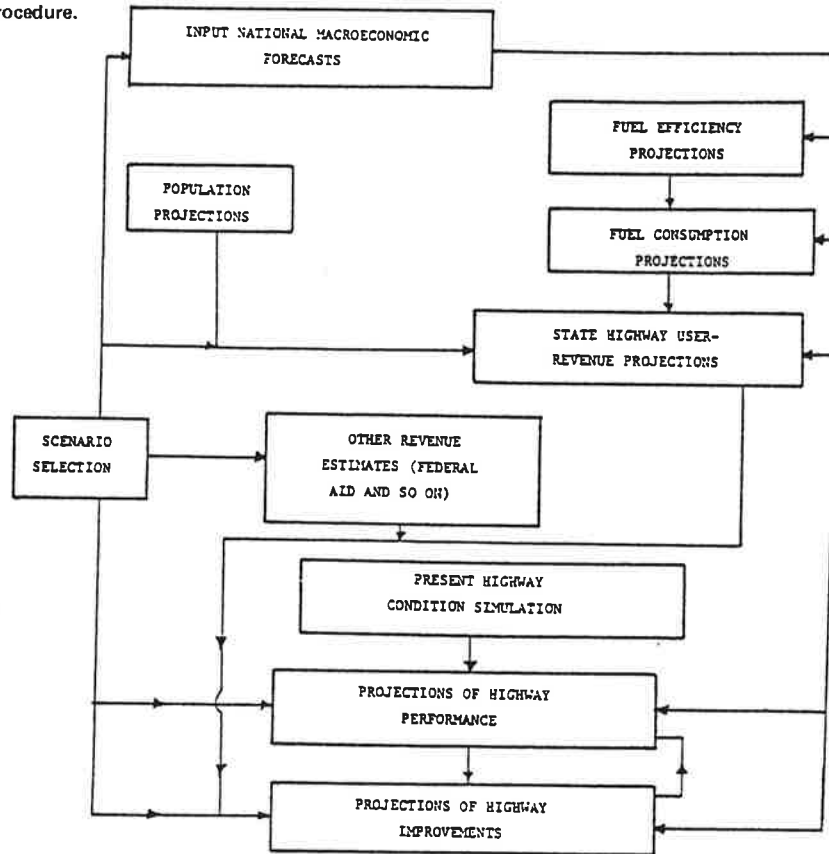 rocedure.
INPUT NATIONAL MACROECONOMIC
FORECASTS
FUEL EFFICIENCY
PROJECTIONS
POPULATION
PROJECTIONS
FUEL CONSUMPTION
PROJECTIONS
STATE HIGHWAY USER-
REVENUE PROJECTIONS
SCENARIO
SELECTION
OTHER REVENUE
ESTIMATES (FEDERAL
AID AND SO ON)
PRESENT HIGHWAY
CONDITION SIMULATION
PROJECTIONS OF HIGHWAY
PERFORMANCE
PROJECTIONS OF HIGHWAY
IMPROVEMENTS